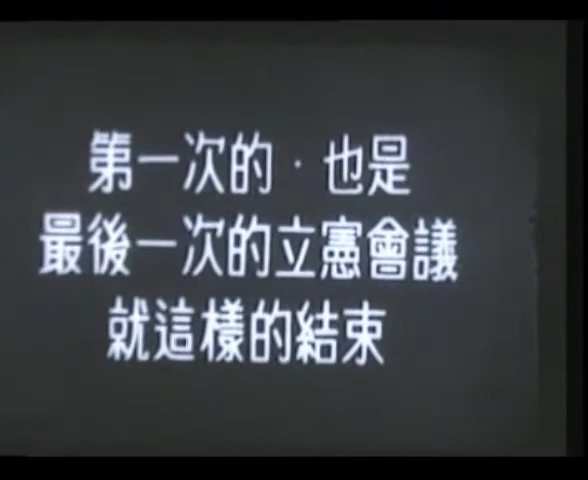 第一次的·也是
最後一次的立憲會議
就這樣的結束